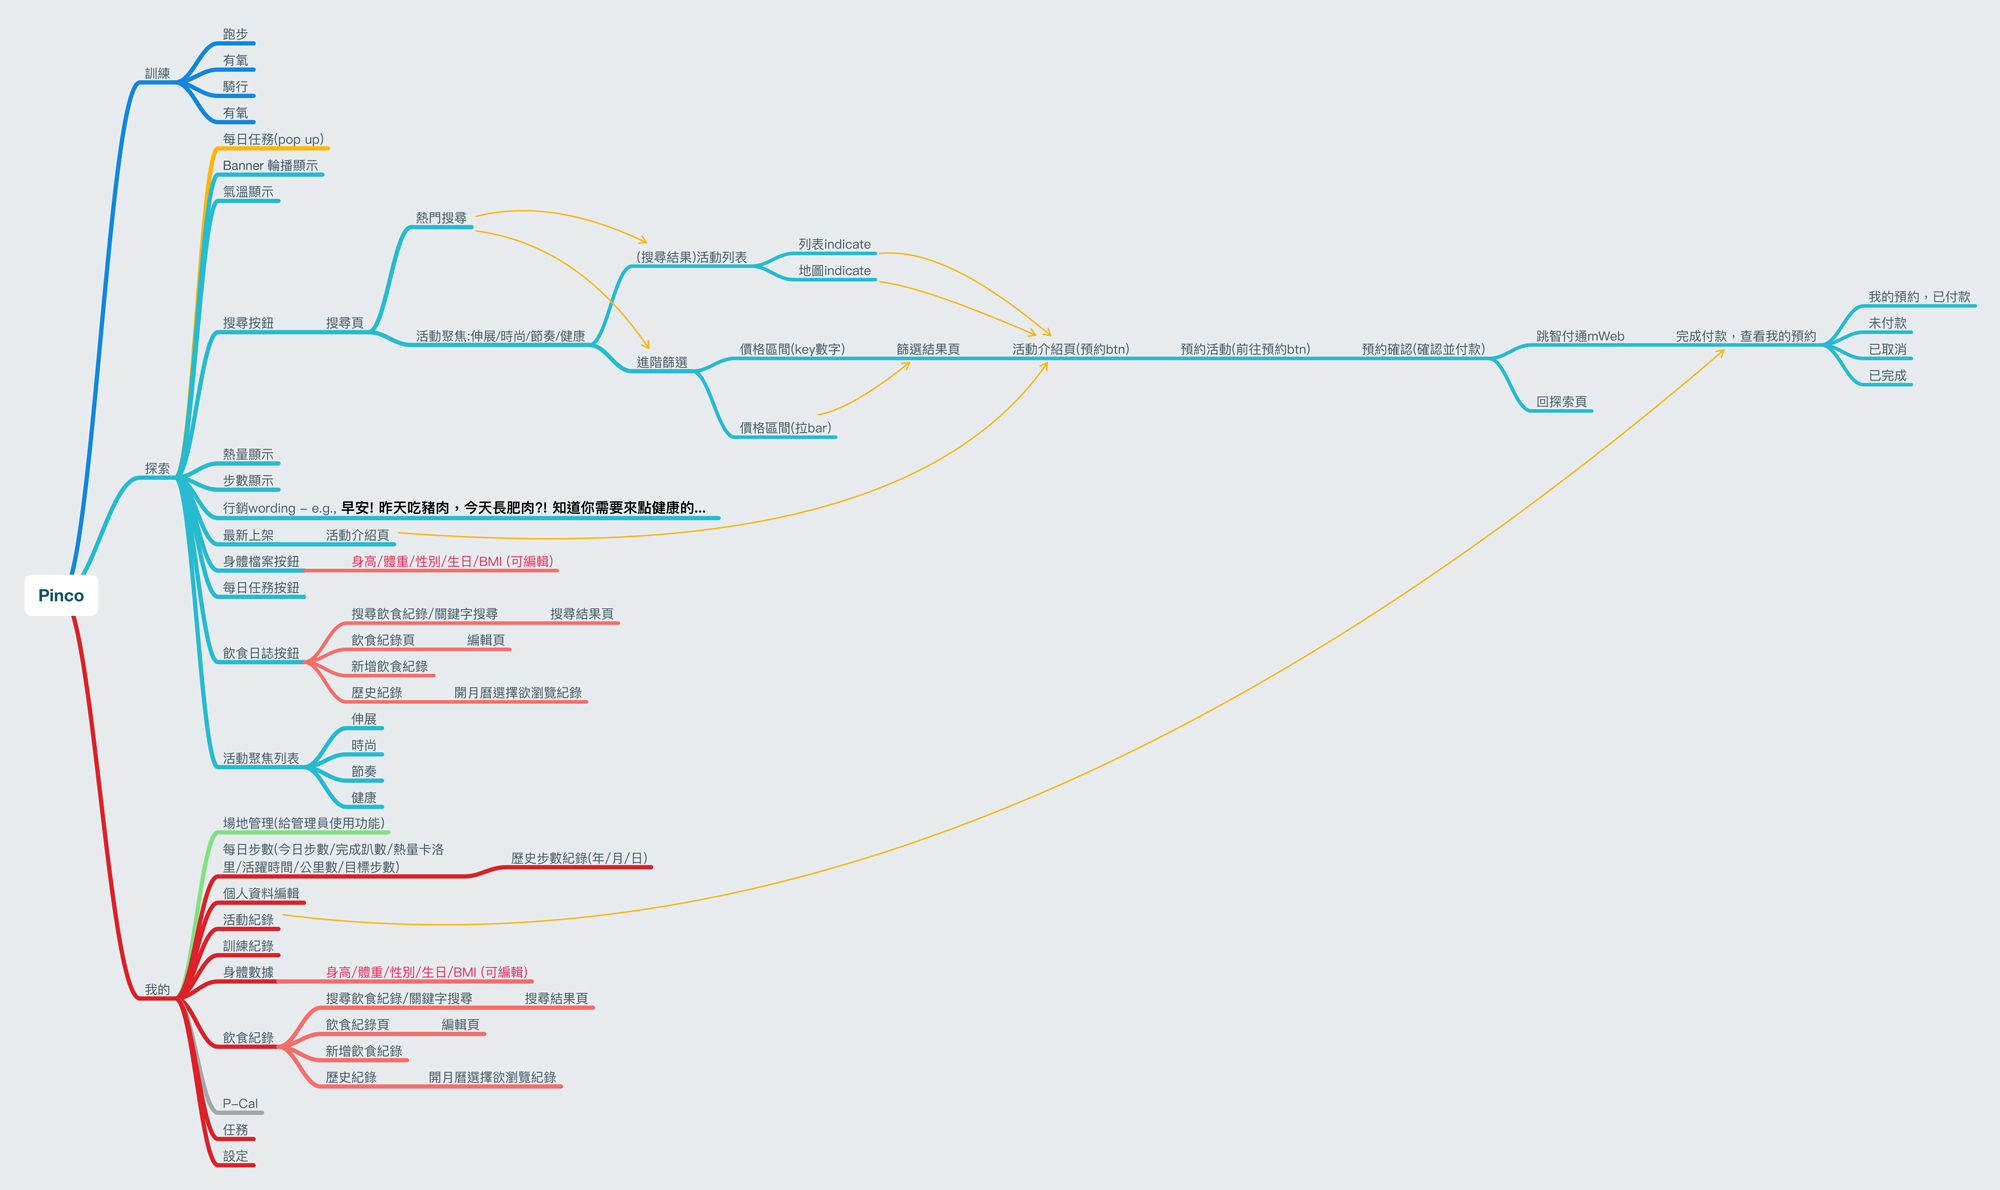 Pinco
訓練
跑步
有氧
騎行
有氧
探索
每日任務(pop up)
Banner 輪播顯示
氣溫顯示
搜尋按鈕
搜尋頁
熱門搜尋
活動聚焦:伸展/時尚/節奏/健康
(搜尋結果)活動列表
列表indicate
地圖indicate
進階篩選
價格區間(key數字)
篩選結果頁
活動介紹頁(預約btn)
預約活動(前往預約btn)
預約確認(確認並付款)
跳智付通mWeb
完成付款，查看我的預約
我的預約，已付款
未付款
已取消
已完成
回探索頁
價格區間(拉bar)
熱量顯示
步數顯示
行銷wording - e.g., 早安! 昨天吃豬肉，今天長肥肉?! 知道你需要來點健康的...
最新上架
活動介紹頁
身體檔案按鈕
身高/體重/性別/生日/BMI (可編輯)
每日任務按鈕
飲食日誌按鈕
搜尋飲食紀錄/關鍵字搜尋
搜尋結果頁
飲食紀錄頁
編輯頁
新增飲食紀錄
歷史紀錄
開月曆選擇欲瀏覽紀錄
活動聚焦列表
伸展
時尚
節奏
健康
我的
場地管理(給管理員使用功能)
每日步數(今日步數/完成趴數/熱量卡洛
里/活躍時間/公里數/目標步數)
歷史步數紀錄(年/月/日)
個人資料編輯
活動紀錄
訓練紀錄
身體數據
身高/體重/性別/生日/BMI (可編輯)
飲食紀錄
搜尋飲食紀錄/關鍵字搜尋
搜尋結果頁
飲食紀錄頁
編輯頁
新增飲食紀錄
歷史紀錄
開月曆選擇欲瀏覽紀錄
P-Cal
任務
設定